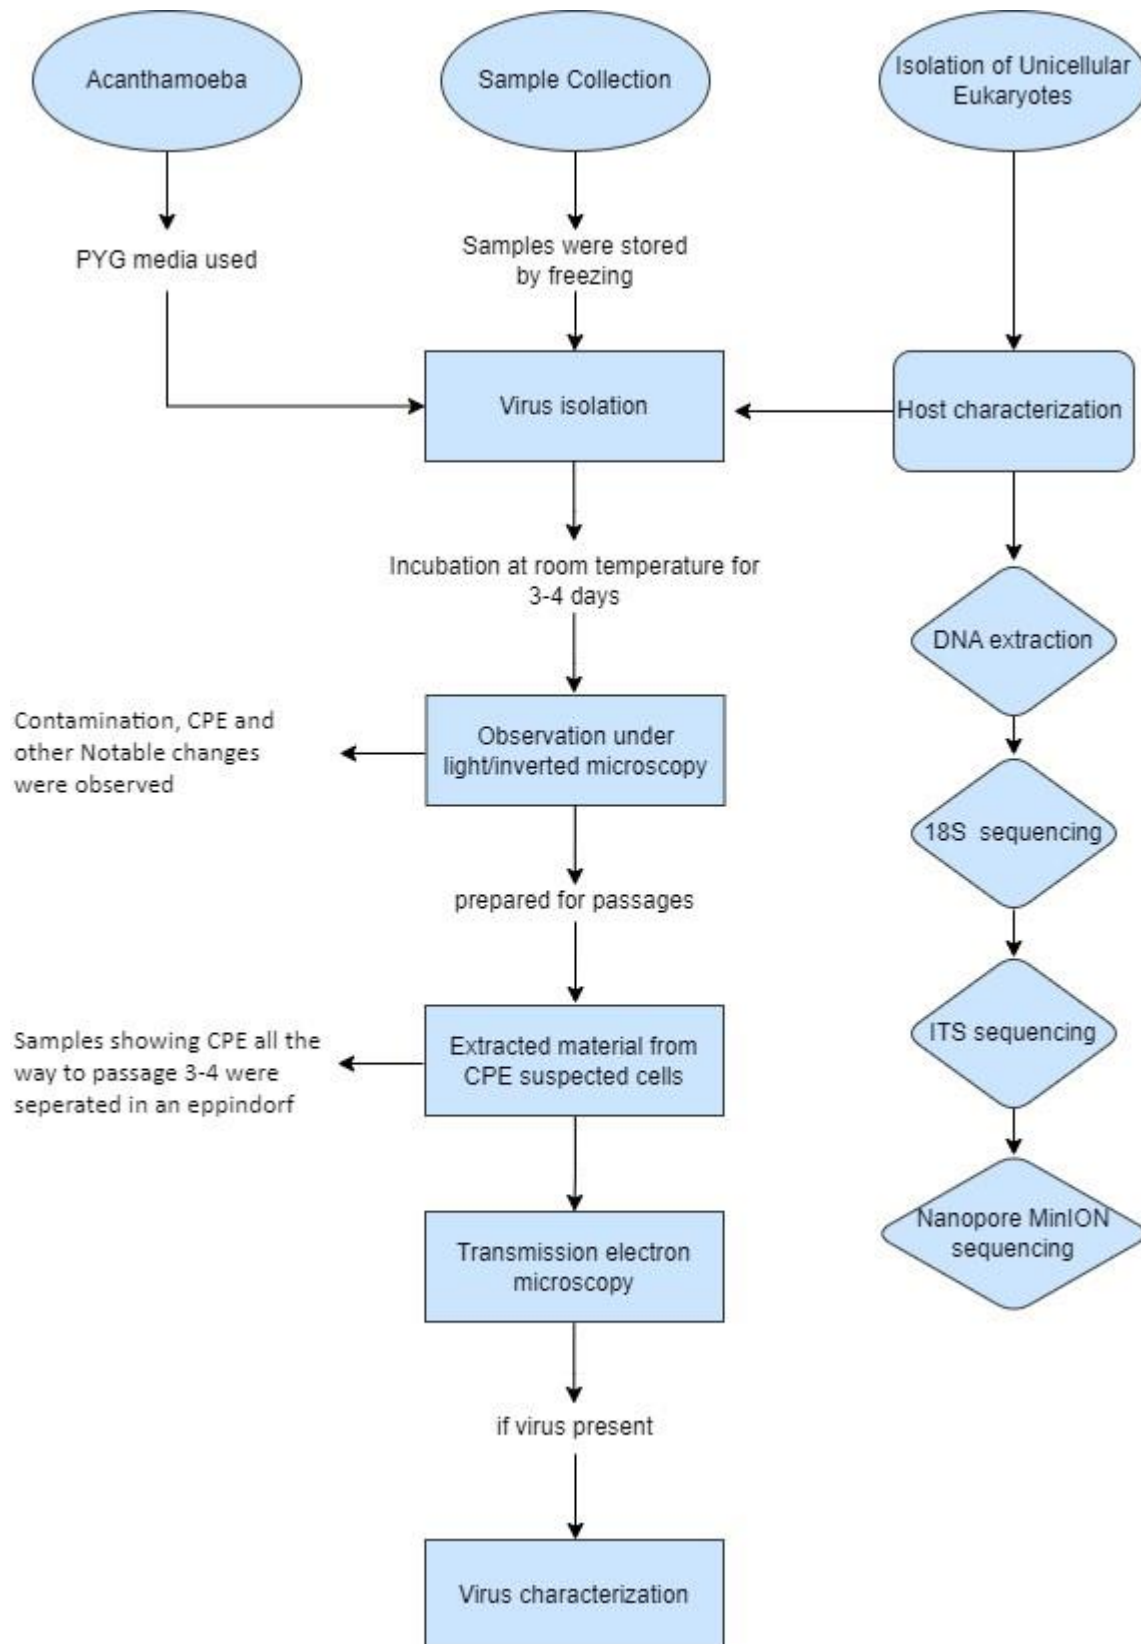 Acanthamoeba
Sample Collection
Isolation of Unicellular
Eukaryotes
PYG media used
Samples were stored
by freezing
Virus isolation
Host characterization
Incubation at room temperature for
3-4 days
DNA extraction
Contamination, CPE and
other Notable changes
were observed
Observation under
light/inverted microscopy
18S sequencing
prepared for passages
Samples showing CPE all the
way to passage 3-4 were
seperated in an eppindorf
Extracted material from
CPE suspected cells
ITS sequencing
Nanopore MinION
sequencing
Transmission electron
microscopy
if virus present
Virus characterization